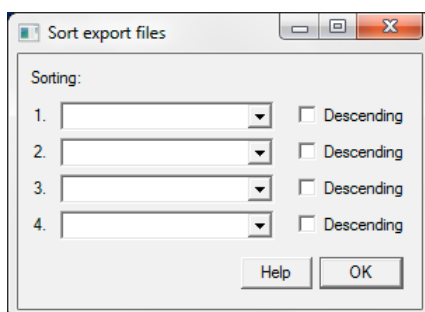 Sort export files
Sorting:
1. Descending
2. Descending
3. Descending
4. Descending
Help OK